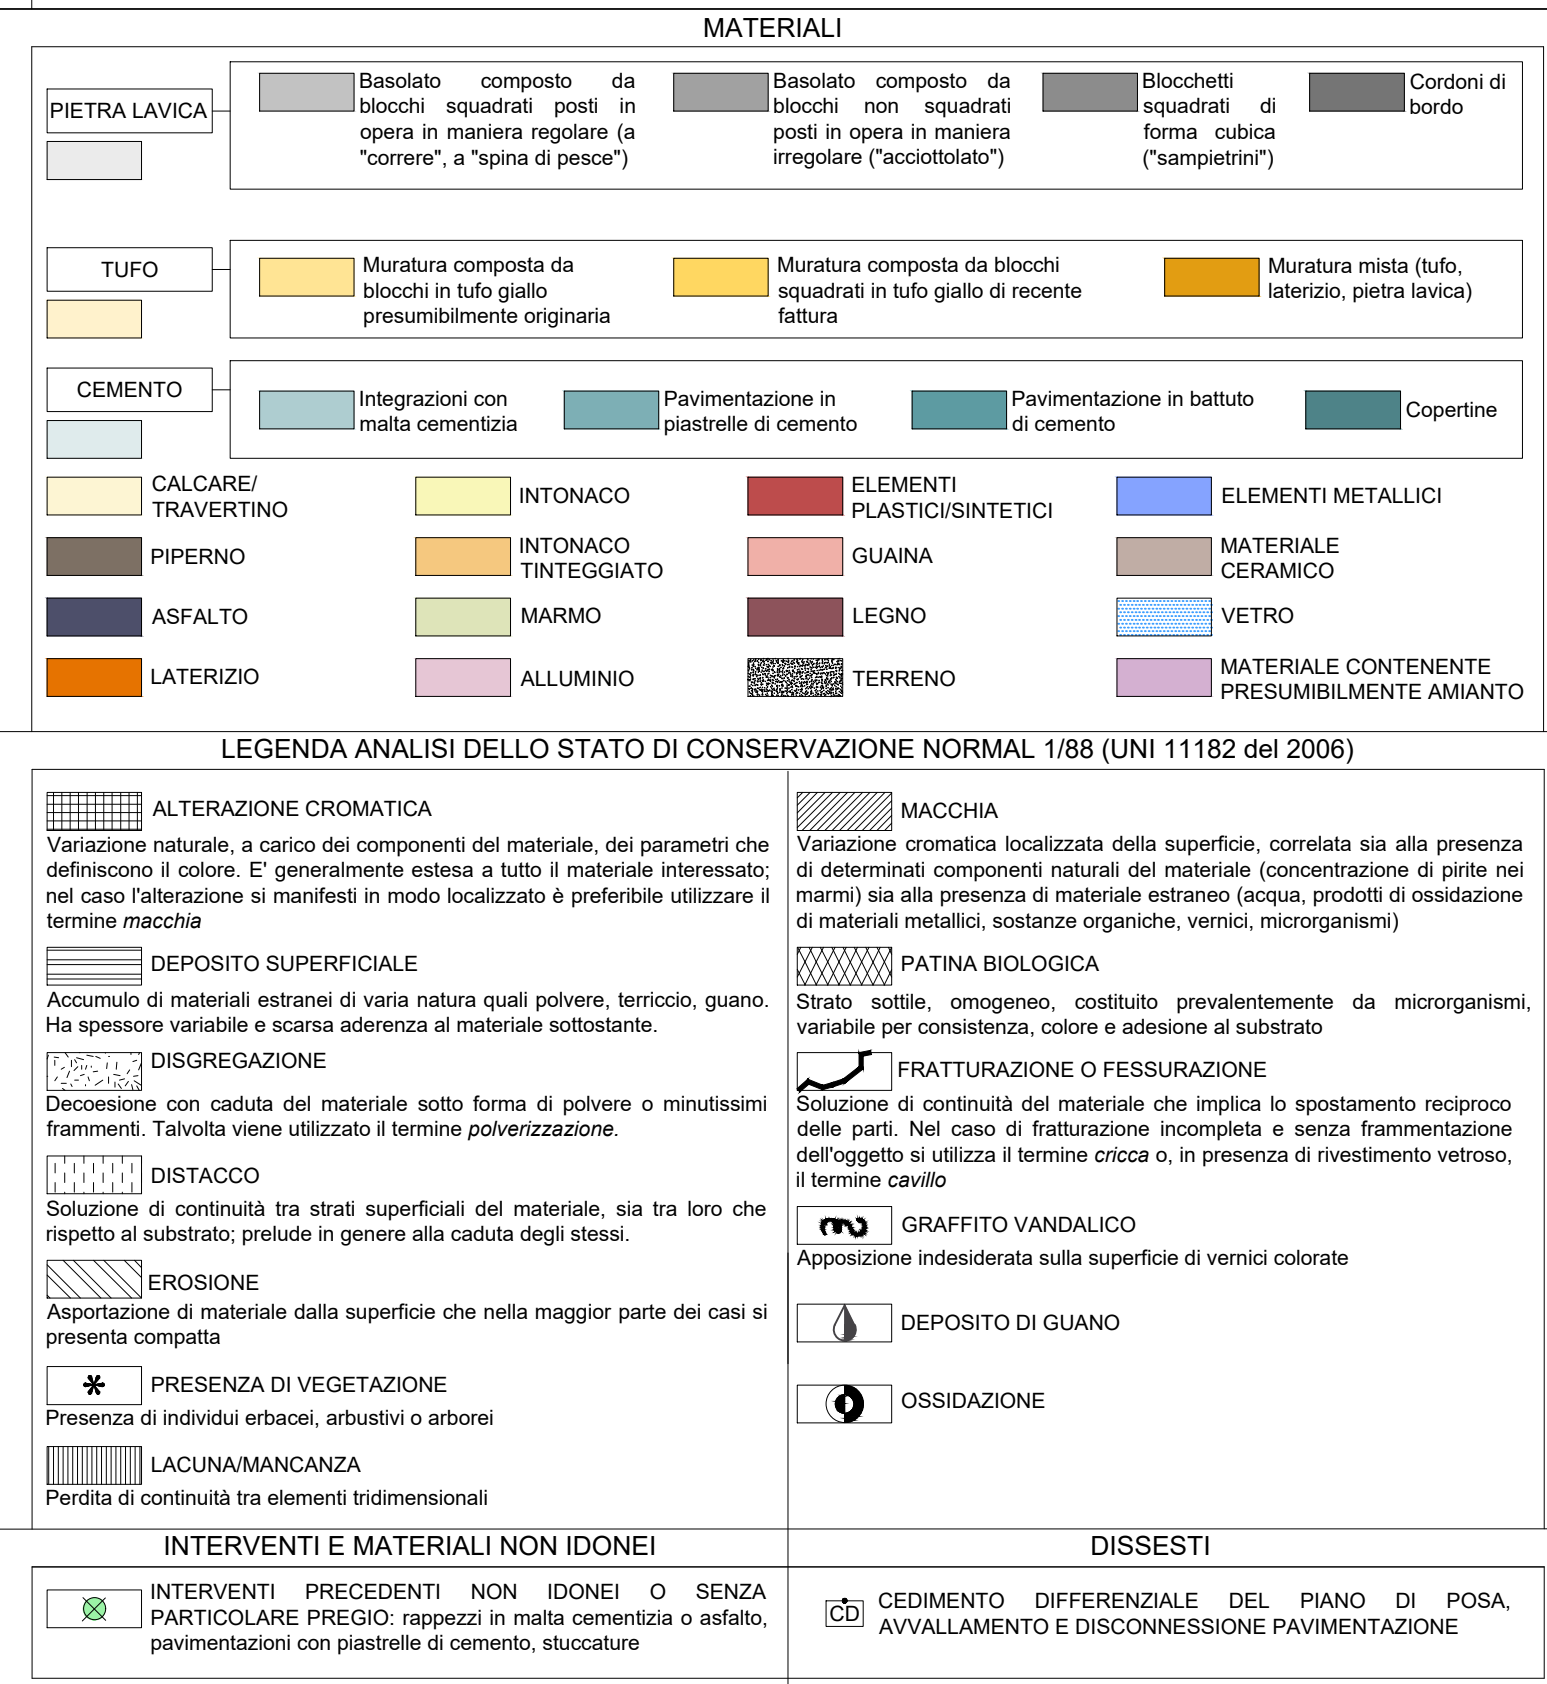 MATERIALI
PIETRA LAVICA
Basolato composto da
blocchi squadrati posti in
opera in maniera regolare (a
"correre", a "spina di pesce")
Basolato composto da
blocchi non squadrati
posti in opera in maniera
irregolare ("acciottolato")
Blocchetti
squadrati di
forma cubica
("sampietrini")
Cordoni di
bordo
TUFO
Muratura composta da
blocchi in tufo giallo
presumibilmente originaria
Muratura composta da blocchi
squadrati in tufo giallo di recente
fattura
Muratura mista (tufo,
laterizio, pietra lavica)
CEMENTO
Integrazioni con
malta cementizia
Pavimentazione in
piastrelle di cemento
Pavimentazione in battuto
di cemento
Copertine
CALCARE/
TRAVERTINO
INTONACO
ELEMENTI
PLASTICI/SINTETICI
ELEMENTI METALLICI
PIPERNO
INTONACO
TINTEGGIATO
GUAINA
MATERIALE
CERAMICO
ASFALTO
MARMO
LEGNO
VETRO
LATERIZIO
ALLUMINIO
TERRENO
MATERIALE CONTENENTE
PRESUMIBILMENTE AMIANTO
LEGENDA ANALISI DELLO STATO DI CONSERVAZIONE NORMAL 1/88 (UNI 11182 del 2006)
ALTERAZIONE CROMATICA
Variazione naturale, a carico dei componenti del materiale, dei parametri che
definiscono il colore. E' generalmente estesa a tutto il materiale interessato;
nel caso l'alterazione si manifesti in modo localizzato è preferibile utilizzare il
termine macchia
DEPOSITO SUPERFICIALE
Accumulo di materiali estranei di varia natura quali polvere, terriccio, guano.
Ha spessore variabile e scarsa aderenza al materiale sottostante.
DISGREGAZIONE
Decoesione con caduta del materiale sotto forma di polvere o minutissimi
frammenti. Talvolta viene utilizzato il termine polverizzazione.
DISTACCO
Soluzione di continuità tra strati superficiali del materiale, sia tra loro che
rispetto al substrato; prelude in genere alla caduta degli stessi.
EROSIONE
Asportazione di materiale dalla superficie che nella maggior parte dei casi si
presenta compatta
PRESENZA DI VEGETAZIONE
Presenza di individui erbacei, arbustivi o arborei
LACUNA/MANCANZA
Perdita di continuità tra elementi tridimensionali
MACCHIA
Variazione cromatica localizzata della superficie, correlata sia alla presenza
di determinati componenti naturali del materiale (concentrazione di pirite nei
marmi) sia alla presenza di materiale estraneo (acqua, prodotti di ossidazione
di materiali metallici, sostanze organiche, vernici, microrganismi)
PATINA BIOLOGICA
Strato sottile, omogeneo, costituito prevalentemente da microrganismi,
variabile per consistenza, colore e adesione al substrato
FRATTURAZIONE O FESSURAZIONE
Soluzione di continuità del materiale che implica lo spostamento reciproco
delle parti. Nel caso di fratturazione incompleta e senza frammentazione
dell'oggetto si utilizza il termine cricca o, in presenza di rivestimento vetroso,
il termine cavillo
GRAFFITO VANDALICO
Apposizione indesiderata sulla superficie di vernici colorate
DEPOSITO DI GUANO
OSSIDAZIONE
INTERVENTI E MATERIALI NON IDONEI
INTERVENTI PRECEDENTI NON IDONEI O SENZA
PARTICOLARE PREGIO: rappezzi in malta cementizia o asfalto,
pavimentazioni con piastrelle di cemento, stuccature
DISSESTI
CD
CEDIMENTO DIFFERENZIALE DEL PIANO DI POSA,
AVVALLAMENTO E DISCONNESSIONE PAVIMENTAZIONE